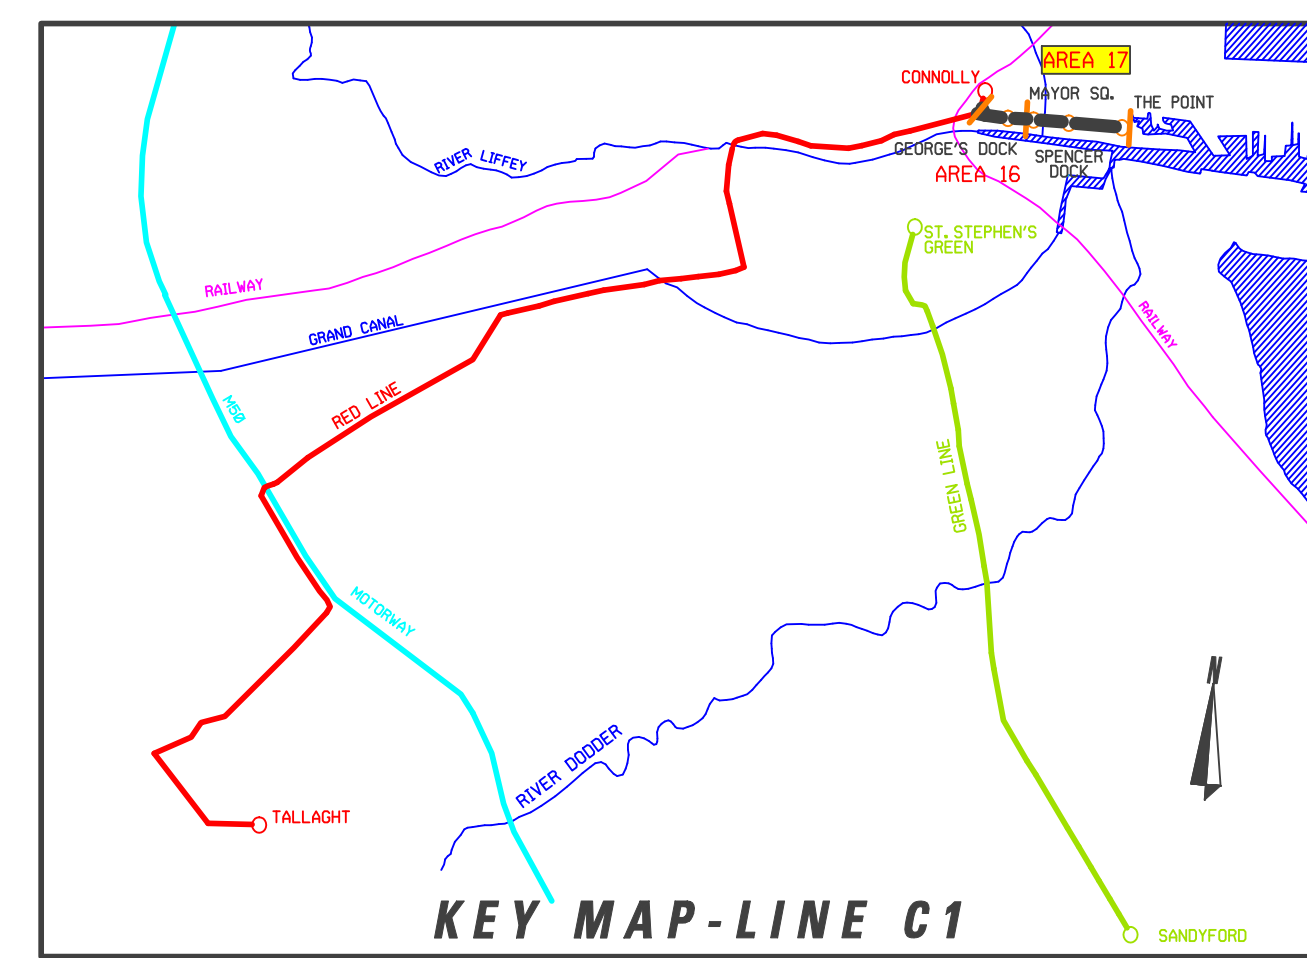 AREA 17
CONNOLLY
MAYOR SQ.
THE POINT
GEORGE'S DOCK
SPENCER
DOCK
AREA 16
RIVER LIFFEY
ST. STEPHEN'S
GREEN
RAILWAY
GRAND CANAL
RAILWAY
M50
RED LINE
GREEN LINE
MOTORWAY
N
RIVER DODDER
TALLAGHT
KEY MAP-LINE C1
SANDYFORD